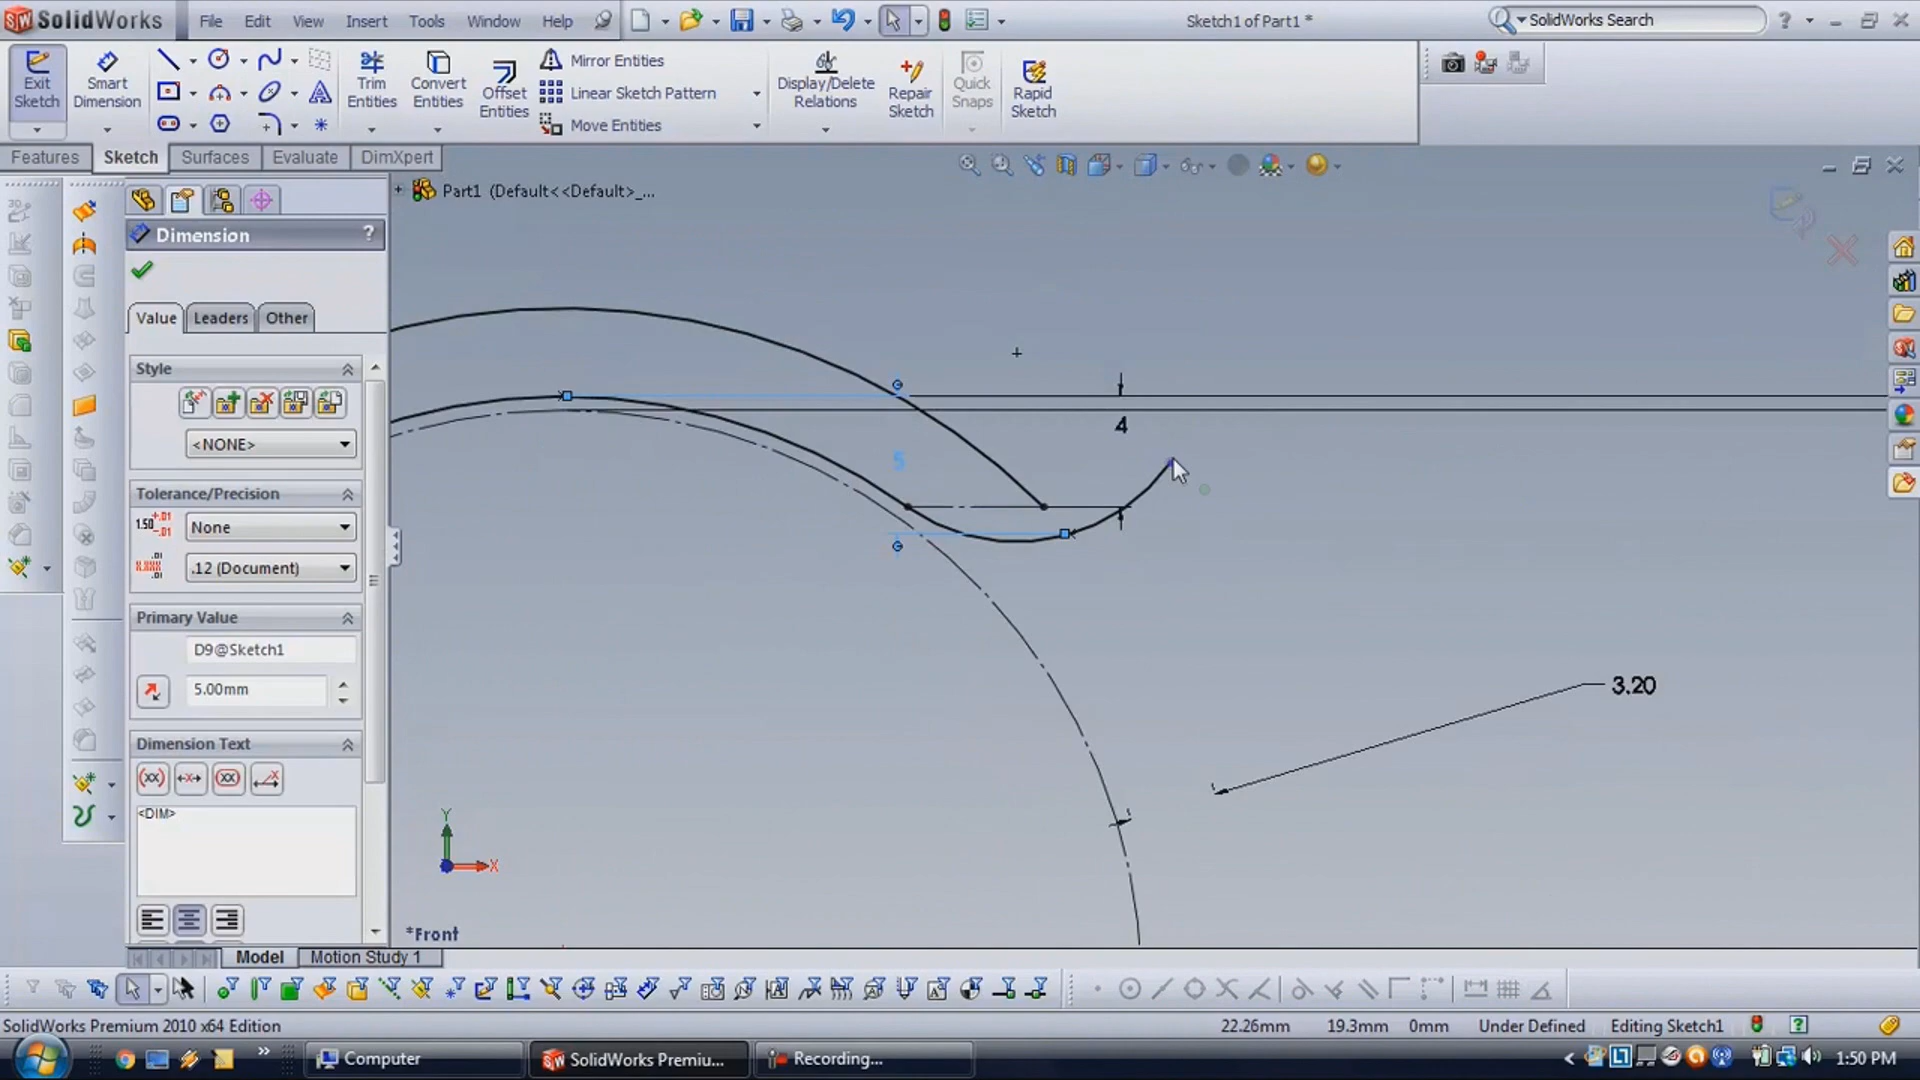 SolidWorks File Edit View Insert Tools Window Help Sketch1 of Part1 * SolidWorks Search
Exit Sketch
Smart Dimension
Trim Entities
Convert Entities
Offset Entities
Mirror Entities
Linear Sketch Pattern
Move Entities
Display/Delete Relations
Repair Sketch
Quick Snaps
Rapid Sketch
Features Sketch Surfaces Evaluate DimXpert
Part1 (Default<<Default>_...
Dimension ?
Value Leaders Other
Style
<NONE>
Tolerance/Precision
None
.12 (Document)
Primary Value
D9@Sketch1
5.00mm
Dimension Text
<DIM>
4
5
3.20
Y
X
*Front
Model Motion Study 1
SolidWorks Premium 2010 x64 Edition 22.26mm 19.3mm 0mm Under Defined Editing Sketch1
Computer SolidWorks Premiu... Recording... 1:50 PM